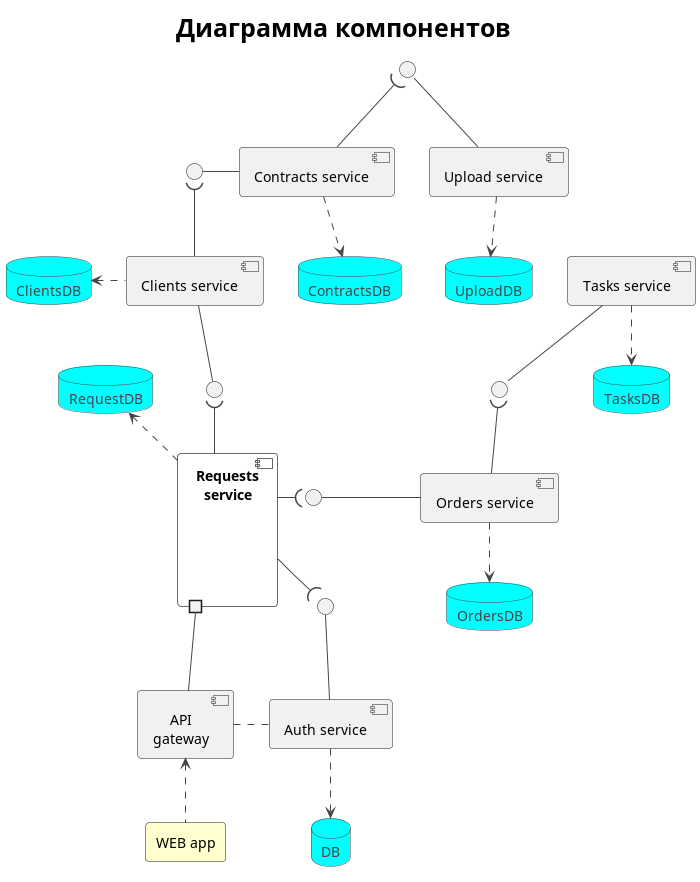 Диаграмма компонентов
Contracts service
Upload service
Clients service
Tasks service
ClientsDB
ContractsDB
UploadDB
RequestDB
TasksDB
Requests
service
Orders service
OrdersDB
API
gateway
Auth service
WEB app
DB